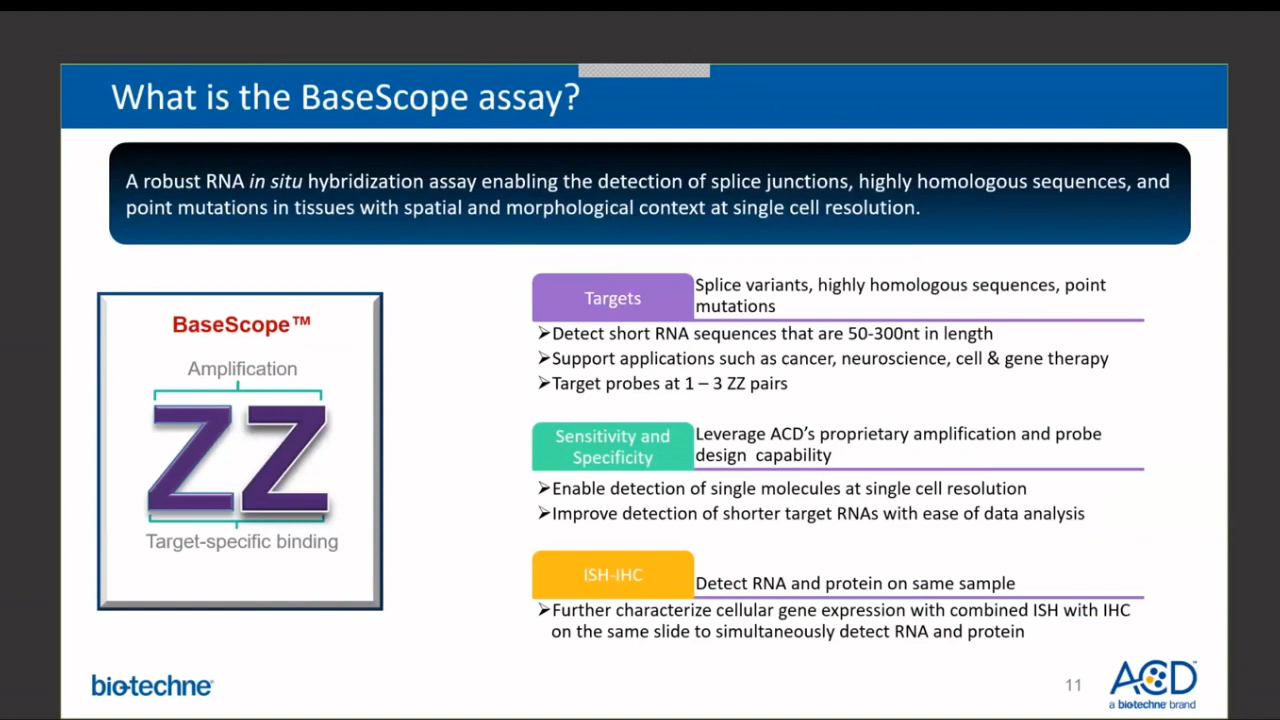 What is the BaseScope assay?
A robust RNA in situ hybridization assay enabling the detection of splice junctions, highly homologous sequences, and
point mutations in tissues with spatial and morphological context at single cell resolution.
BaseScope™
Amplification
ZZ
Target-specific binding
Targets
Splice variants, highly homologous sequences, point
mutations
➢Detect short RNA sequences that are 50-300nt in length
➢Support applications such as cancer, neuroscience, cell & gene therapy
➢Target probes at 1 – 3 ZZ pairs
Sensitivity and
Specificity
Leverage ACD’s proprietary amplification and probe
design capability
➢Enable detection of single molecules at single cell resolution
➢Improve detection of shorter target RNAs with ease of data analysis
ISH-IHC
Detect RNA and protein on same sample
➢Further characterize cellular gene expression with combined ISH with IHC
on the same slide to simultaneously detect RNA and protein
bio-techne®
11
ACD™
a biotechne brand